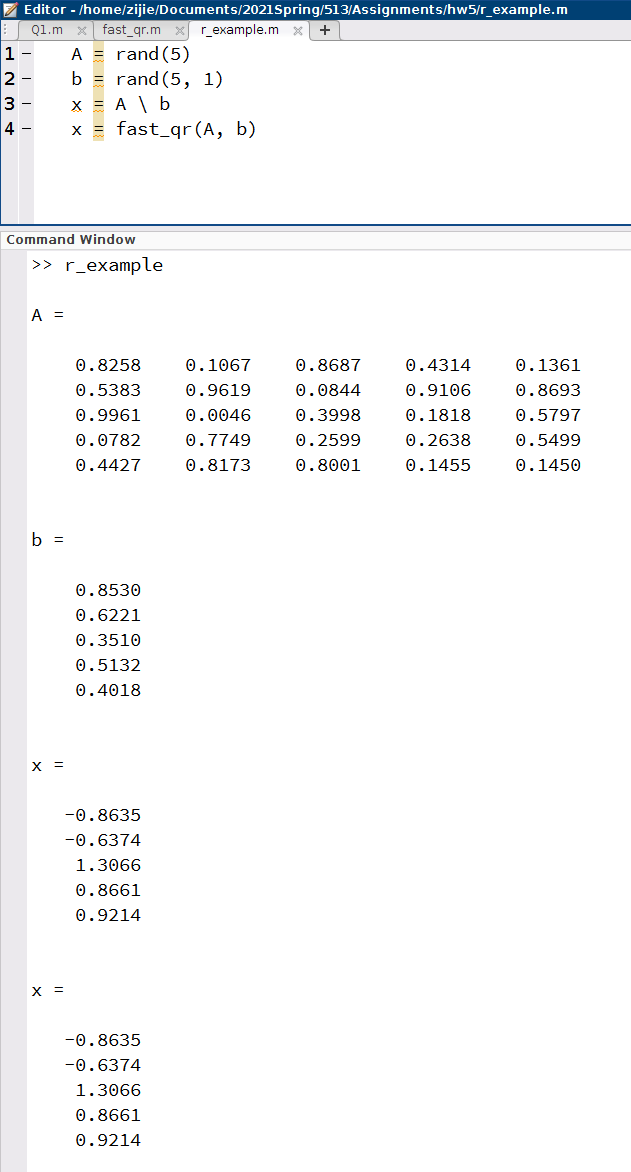 Editor - /home/zijie/Documents/2021Spring/513/Assignments/hw5/r_example.m
Q1.m × fast_qr.m × r_example.m × +
1 − A = rand(5)
2 − b = rand(5, 1)
3 − x = A \ b
4 − x = fast_qr(A, b)
Command Window
>> r_example
A =
0.8258 0.1067 0.8687 0.4314 0.1361
0.5383 0.9619 0.0844 0.9106 0.8693
0.9961 0.0046 0.3998 0.1818 0.5797
0.0782 0.7749 0.2599 0.2638 0.5499
0.4427 0.8173 0.8001 0.1455 0.1450
b =
0.8530
0.6221
0.3510
0.5132
0.4018
x =
−0.8635
−0.6374
1.3066
0.8661
0.9214
x =
−0.8635
−0.6374
1.3066
0.8661
0.9214